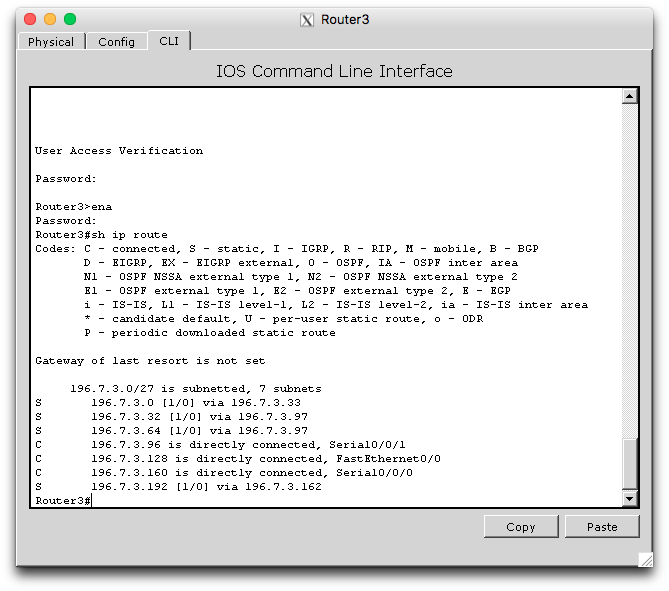 Router3
Physical Config CLI
IOS Command Line Interface
User Access Verification
Password:
Router3>ena
Password:
Router3#sh ip route
Codes: C - connected, S - static, I - IGRP, R - RIP, M - mobile, B - BGP
D - EIGRP, EX - EIGRP external, O - OSPF, IA - OSPF inter area
N1 - OSPF NSSA external type 1, N2 - OSPF NSSA external type 2
E1 - OSPF external type 1, E2 - OSPF external type 2, E - EGP
i - IS-IS, L1 - IS-IS level-1, L2 - IS-IS level-2, ia - IS-IS inter area
* - candidate default, U - per-user static route, o - ODR
P - periodic downloaded static route
Gateway of last resort is not set
196.7.3.0/27 is subnetted, 7 subnets
S 196.7.3.0 [1/0] via 196.7.3.33
S 196.7.3.32 [1/0] via 196.7.3.97
S 196.7.3.64 [1/0] via 196.7.3.97
C 196.7.3.96 is directly connected, Serial0/0/1
C 196.7.3.128 is directly connected, FastEthernet0/0
C 196.7.3.160 is directly connected, Serial0/0/0
S 196.7.3.192 [1/0] via 196.7.3.162
Router3#
Copy Paste